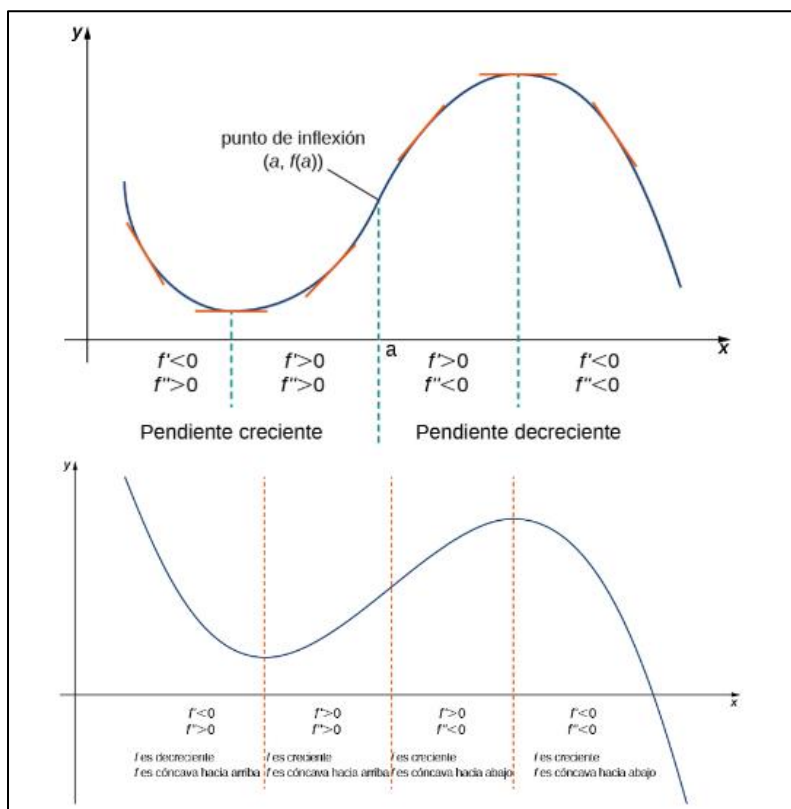 y
punto de inflexión
(a, f(a))
a
x
f'<0 f'>0 f'>0 f'<0
f''>0 f''>0 f''<0 f''<0
Pendiente creciente Pendiente decreciente
y
x
f'<0 f'>0 f'>0 f'<0
f''>0 f''>0 f''<0 f''<0
f es decreciente f es creciente f es creciente f es creciente
f es cóncava hacia arriba f es cóncava hacia arriba f es cóncava hacia abajo f es cóncava hacia abajo